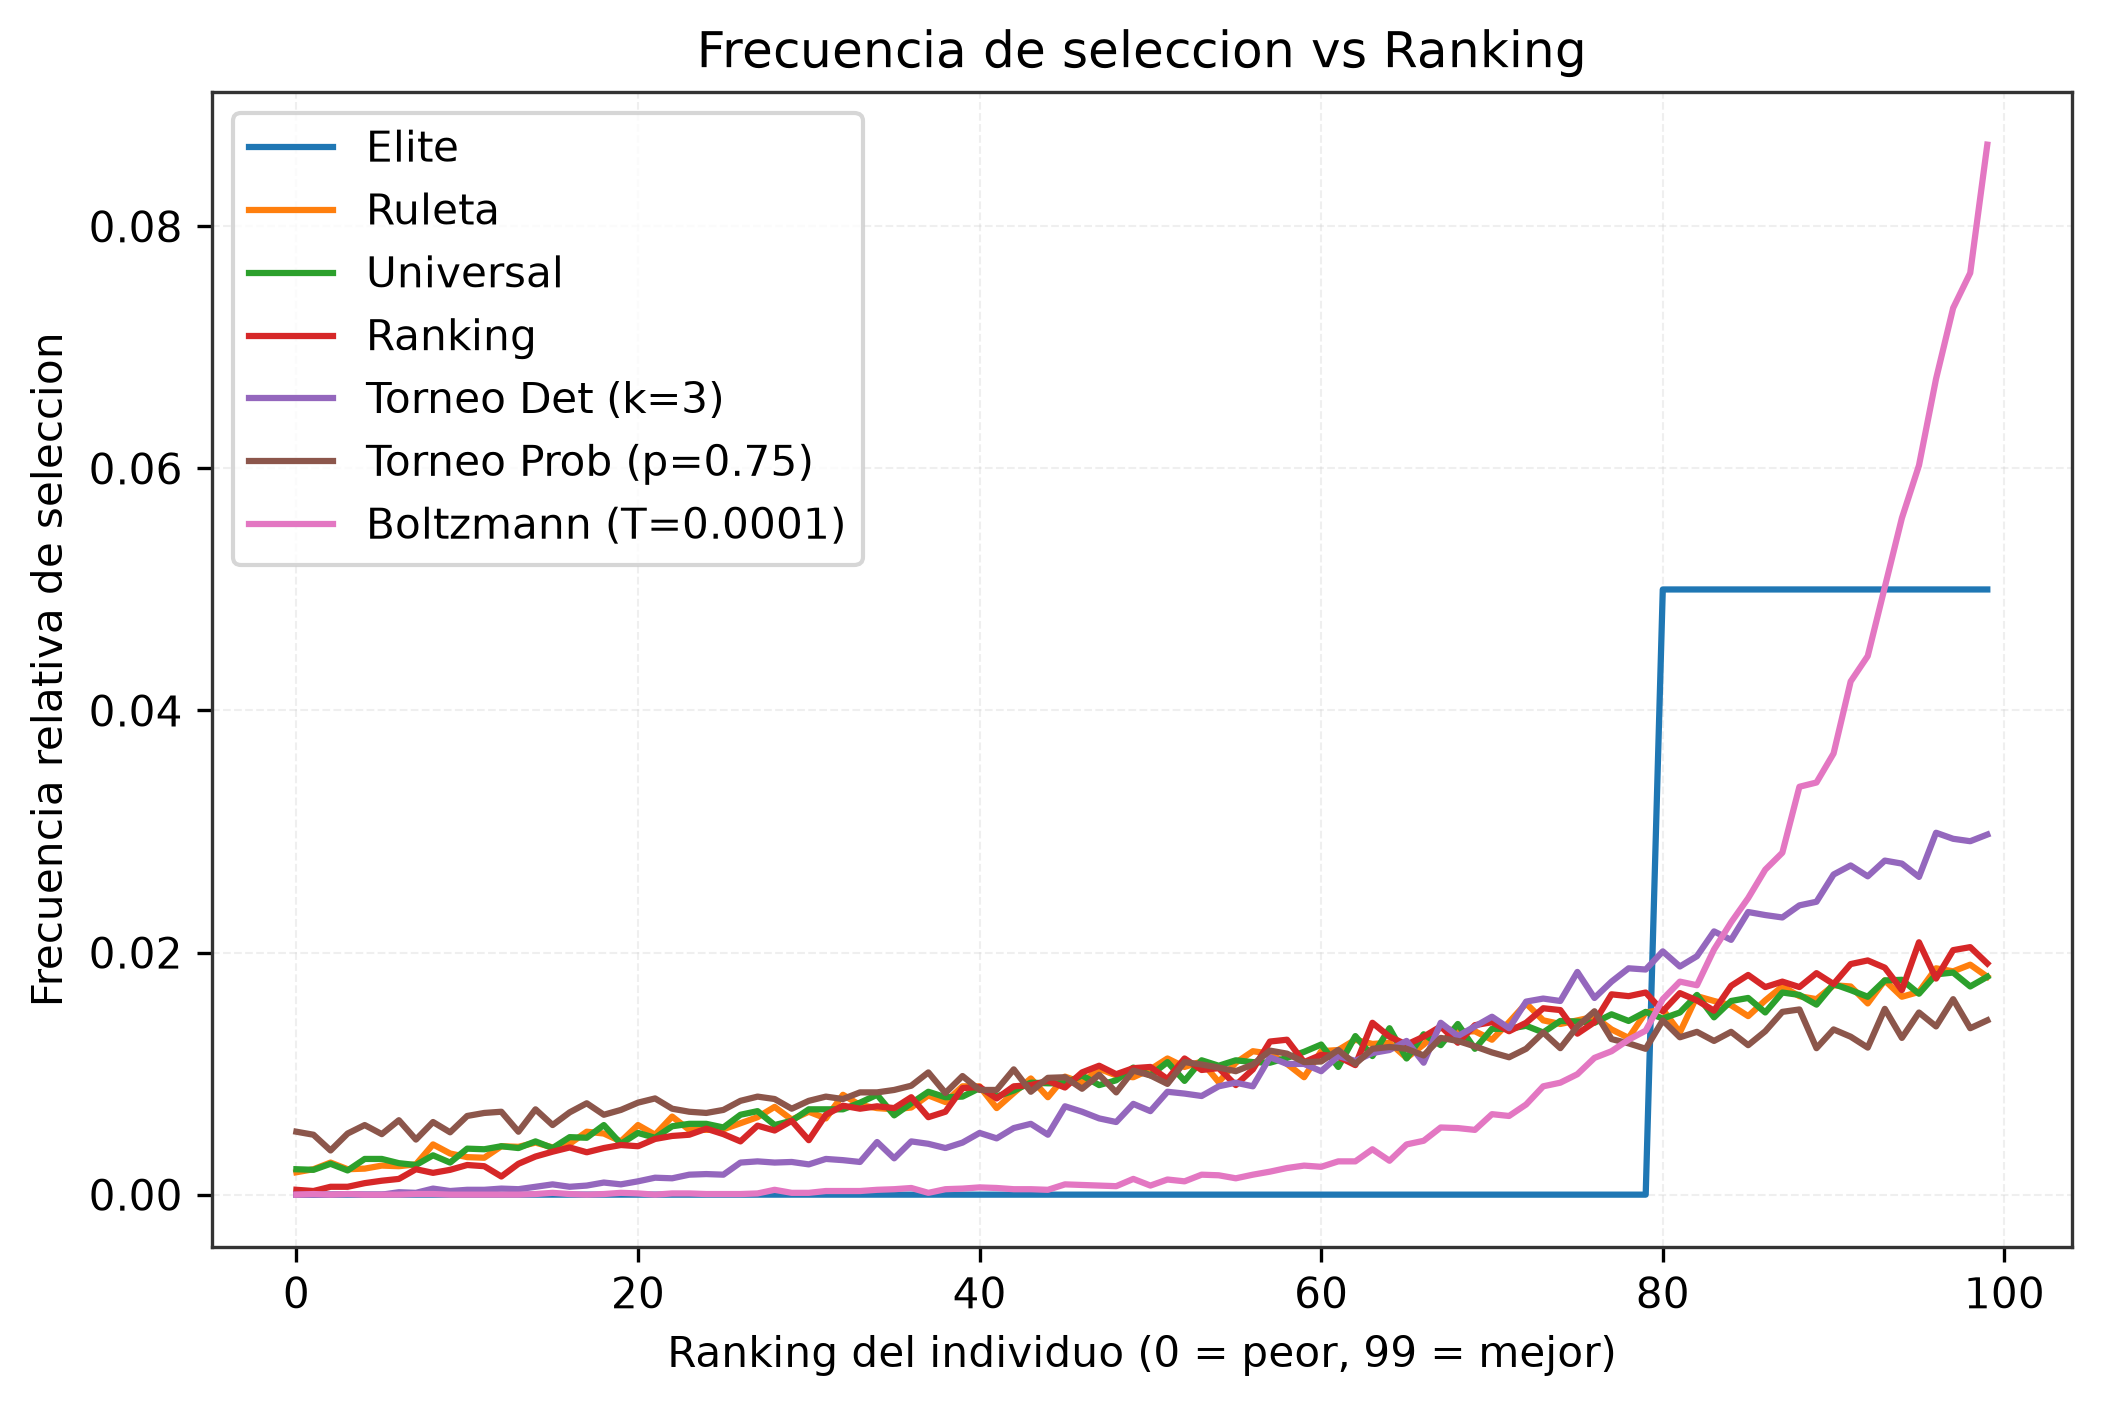 Frecuencia de seleccion vs Ranking
Elite
Ruleta
Universal
Ranking
Torneo Det (k=3)
Torneo Prob (p=0.75)
Boltzmann (T=0.0001)
Frecuencia relativa de seleccion
0.08
0.06
0.04
0.02
0.00
0 20 40 60 80 100
Ranking del individuo (0 = peor, 99 = mejor)